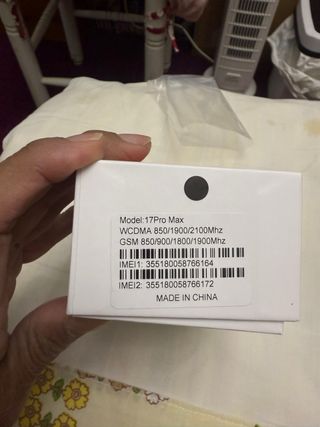 Model:17Pro Max
WCDMA 850/1900/2100Mhz
GSM 850/900/1800/1900Mhz
IMEI1: 355180058766164
IMEI2: 355180058766172
MADE IN CHINA